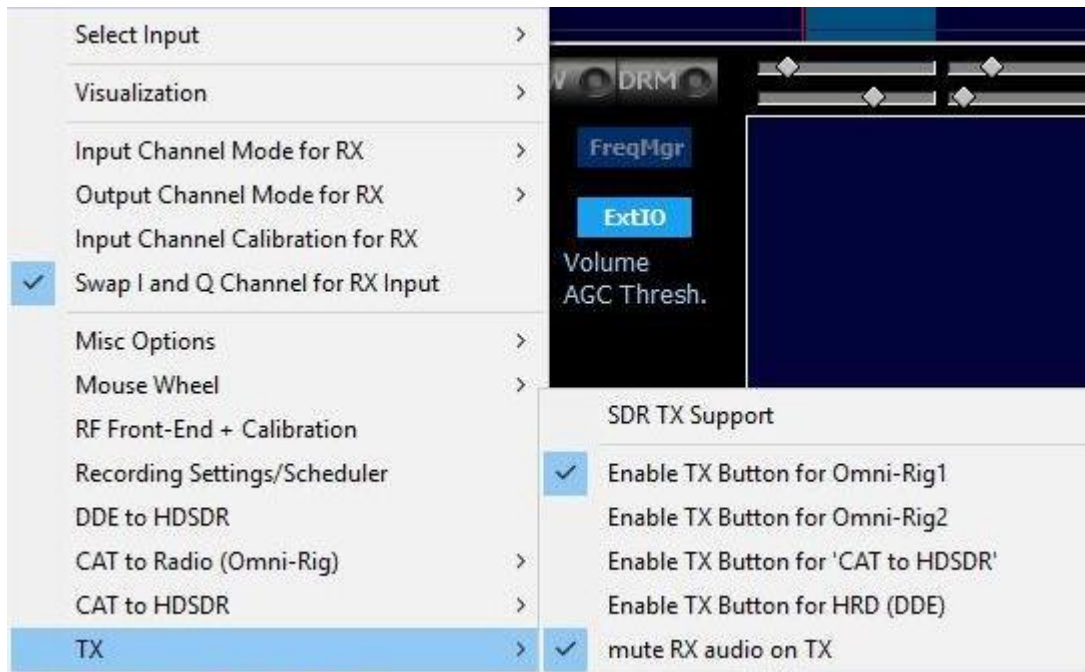 Select Input
Visualization
Input Channel Mode for RX
Output Channel Mode for RX
Input Channel Calibration for RX
Swap I and Q Channel for RX Input
Misc Options
Mouse Wheel
RF Front-End + Calibration
Recording Settings/Scheduler
DDE to HDSDR
CAT to Radio (Omni-Rig)
CAT to HDSDR
TX
DRM
FreqMgr
ExtIO
Volume
AGC Thresh.
SDR TX Support
Enable TX Button for Omni-Rig1
Enable TX Button for Omni-Rig2
Enable TX Button for 'CAT to HDSDR'
Enable TX Button for HRD (DDE)
mute RX audio on TX